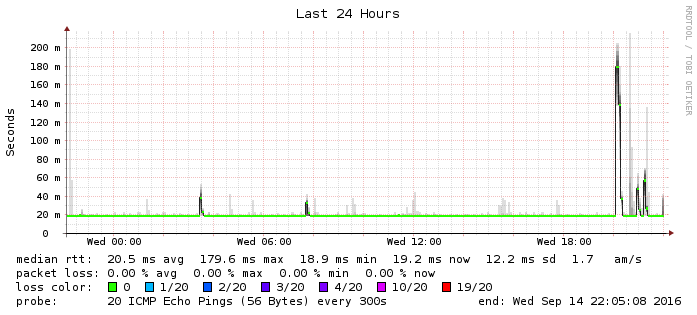 Last 24 Hours
RRDTOOL / TOBI OETIKER
Seconds
200 m
180 m
160 m
140 m
120 m
100 m
80 m
60 m
40 m
20 m
0
Wed 00:00 Wed 06:00 Wed 12:00 Wed 18:00
median rtt: 20.5 ms avg 179.6 ms max 18.9 ms min 19.2 ms now 12.2 ms sd 1.7 am/s
packet loss: 0.00 % avg 0.00 % max 0.00 % min 0.00 % now
loss color: 0 1/20 2/20 3/20 4/20 10/20 19/20
probe: 20 ICMP Echo Pings (56 Bytes) every 300s end: Wed Sep 14 22:05:08 2016